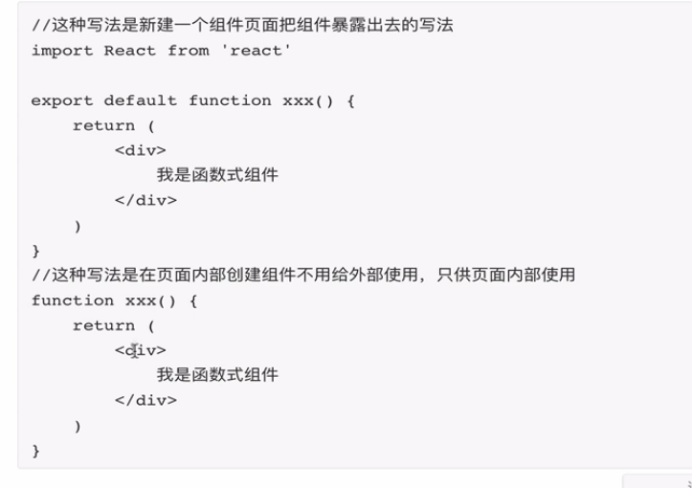 //这种写法是新建一个组件页面把组件暴露出去的写法
import React from 'react'

export default function xxx() {
    return (
        <div>
            我是函数式组件
        </div>
    )
}
//这种写法是在页面内部创建组件不用给外部使用，只供页面内部使用
function xxx() {
    return (
        <div>
            我是函数式组件
        </div>
    )
}